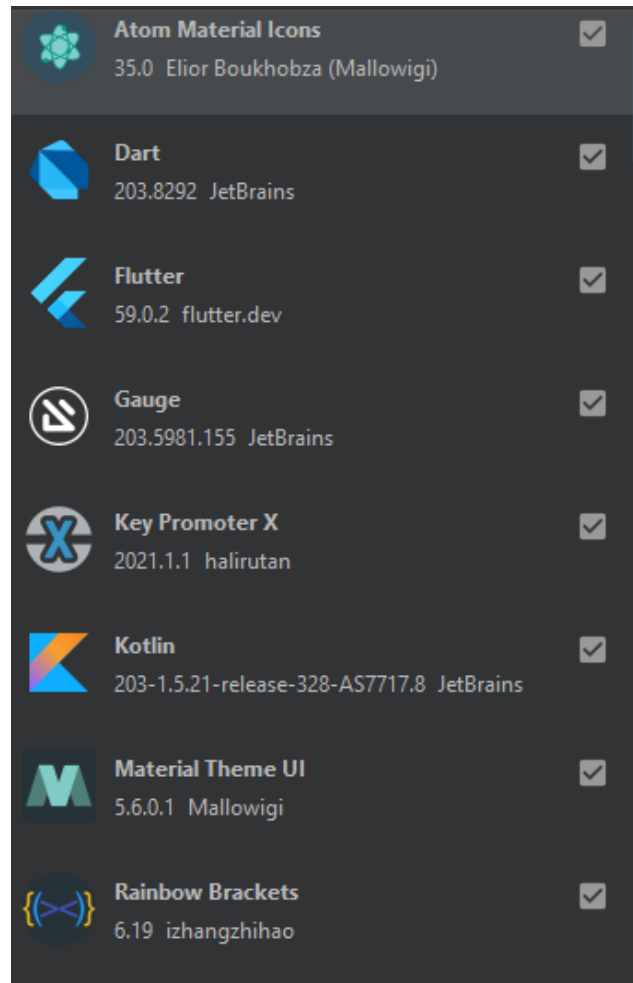 Atom Material Icons
35.0 Elior Boukhobza (Mallowigi)
Dart
203.8292 JetBrains
Flutter
59.0.2 flutter.dev
Gauge
203.5981.155 JetBrains
Key Promoter X
2021.1.1 halirutan
Kotlin
203-1.5.21-release-328-AS7717.8 JetBrains
Material Theme UI
5.6.0.1 Mallowigi
Rainbow Brackets
6.19 izhangzhihao